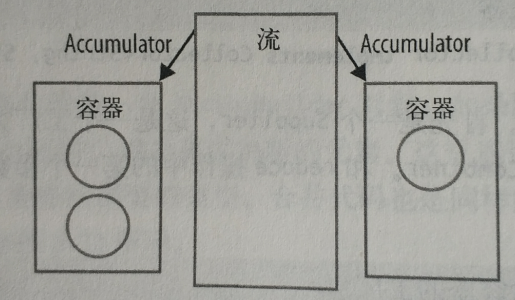 流
Accumulator
Accumulator
容器
容器